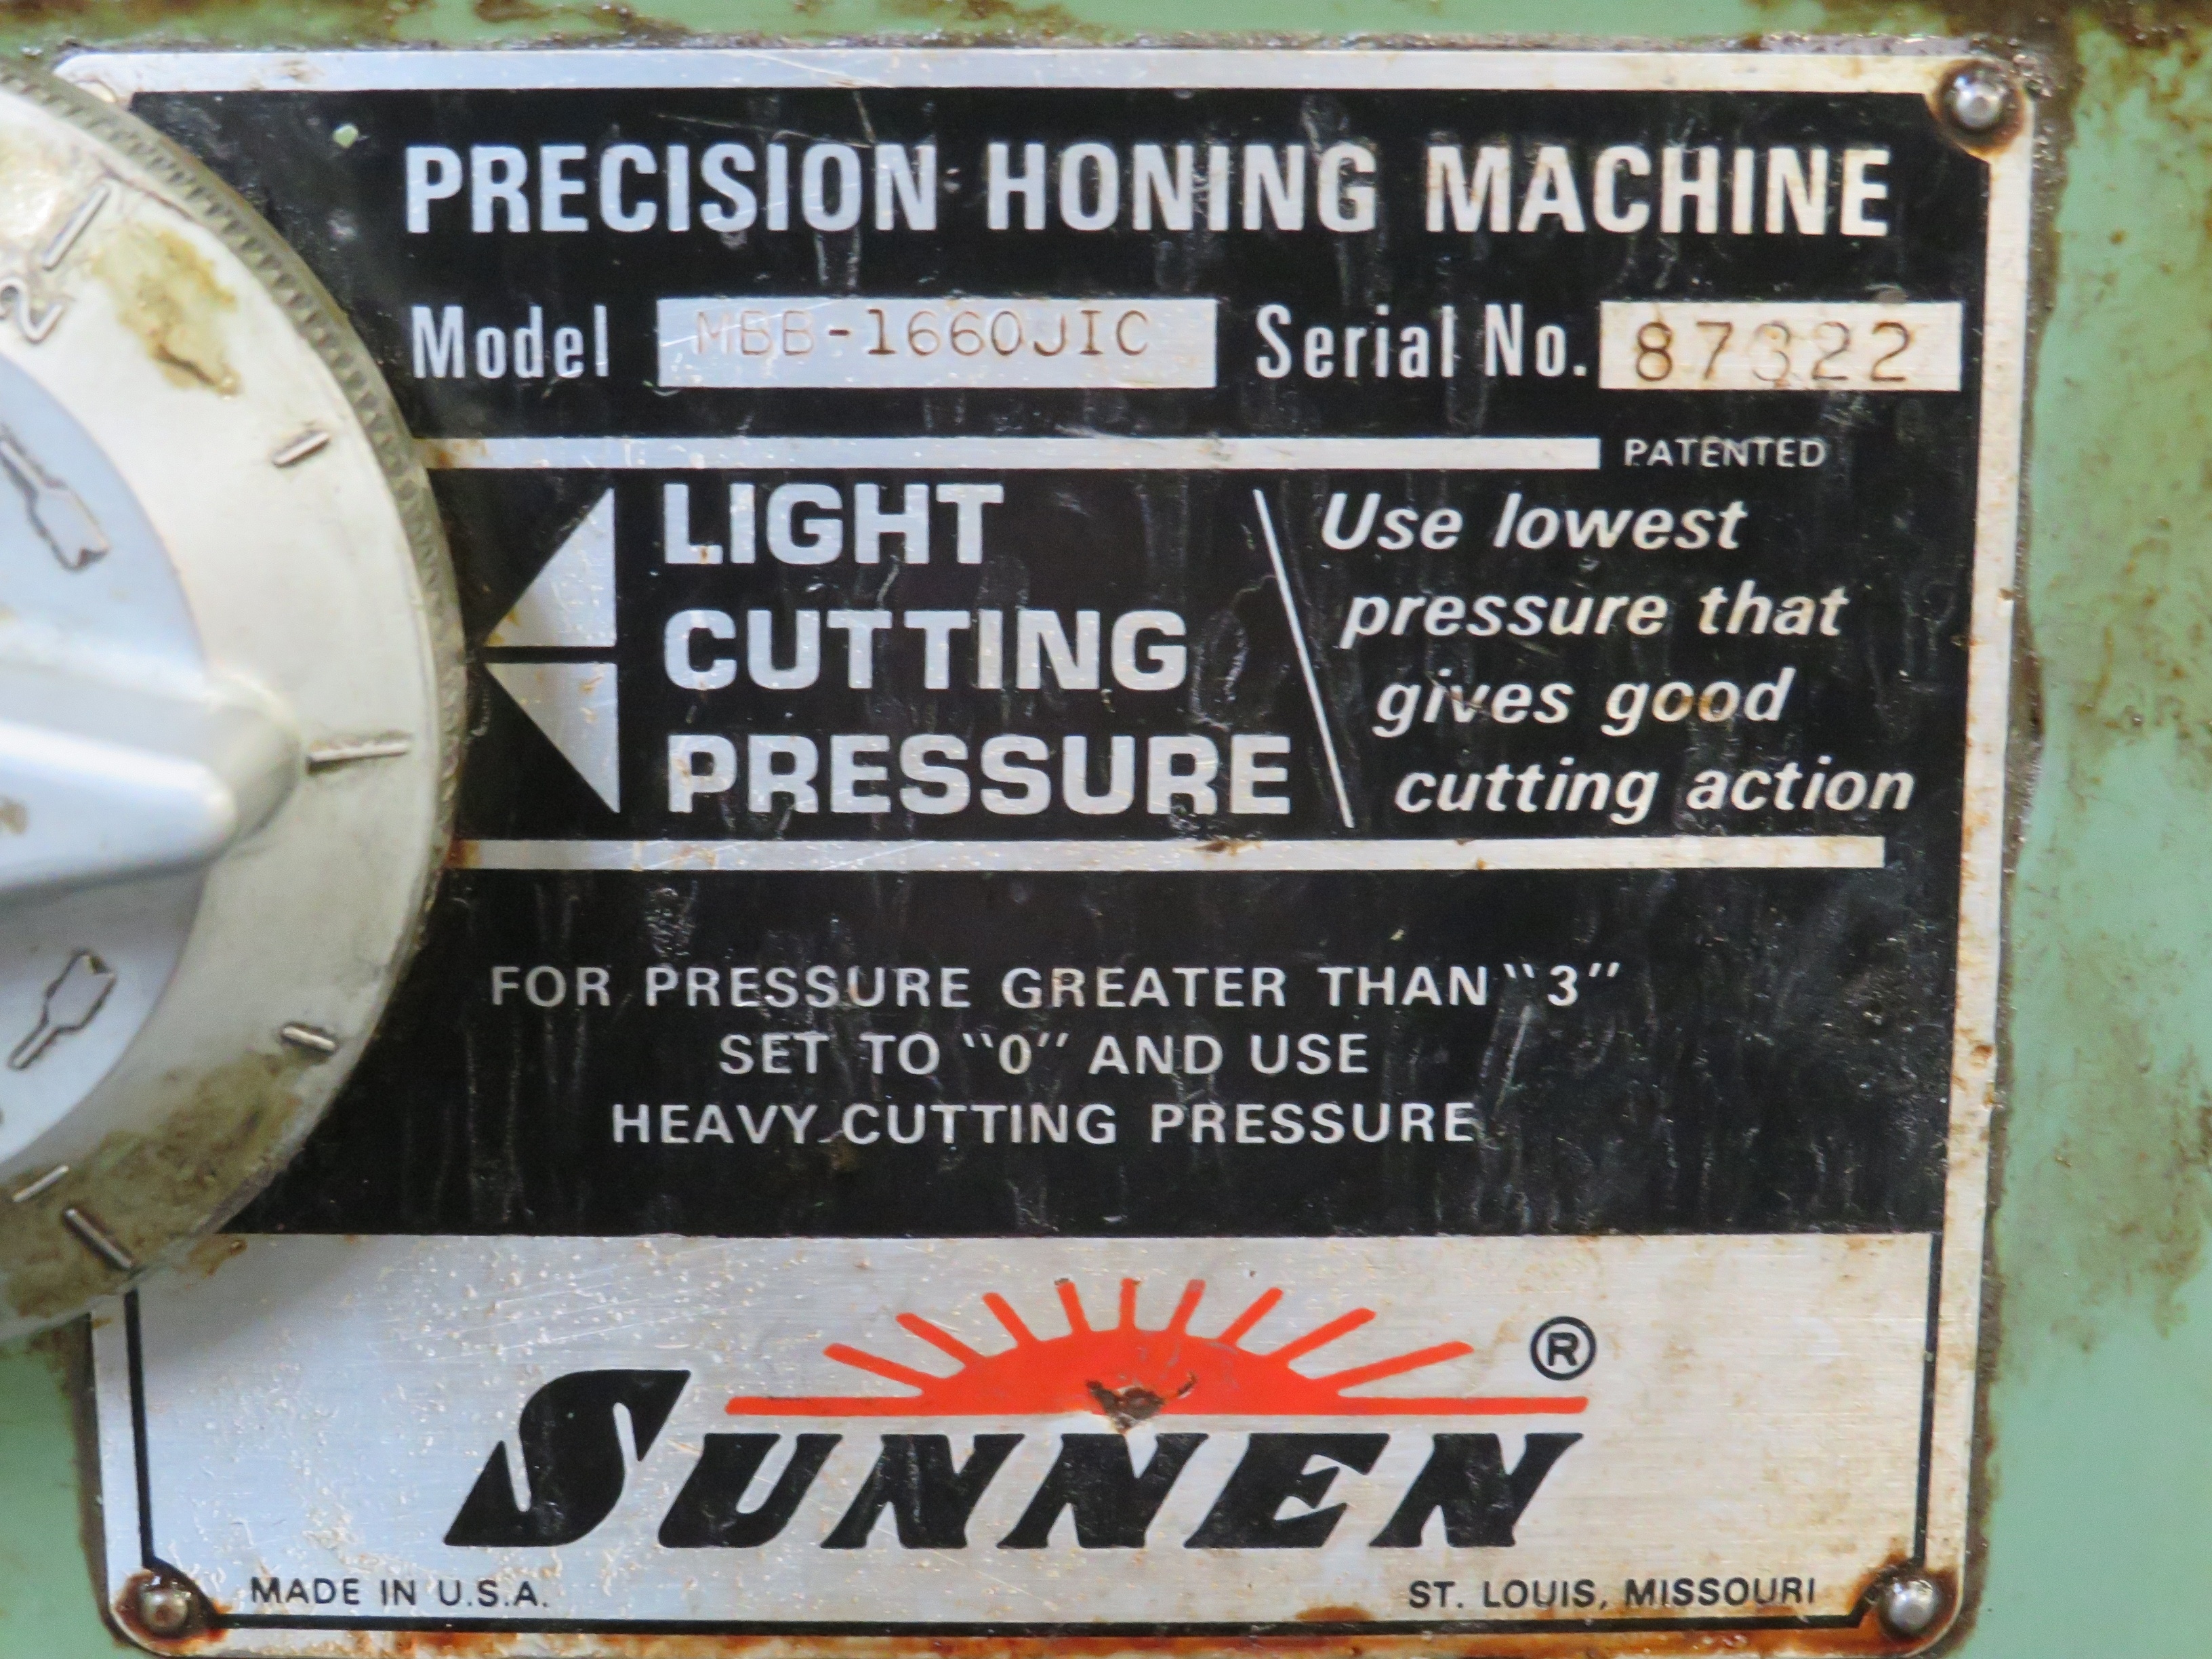 PRECISION HONING MACHINE
Model MBB-1660JIC Serial No. 87322
PATENTED
LIGHT
CUTTING
PRESSURE
Use lowest
pressure that
gives good
cutting action
FOR PRESSURE GREATER THAN "3"
SET TO "0" AND USE
HEAVY CUTTING PRESSURE
2
SUNNEN ®
MADE IN U.S.A. ST. LOUIS, MISSOURI